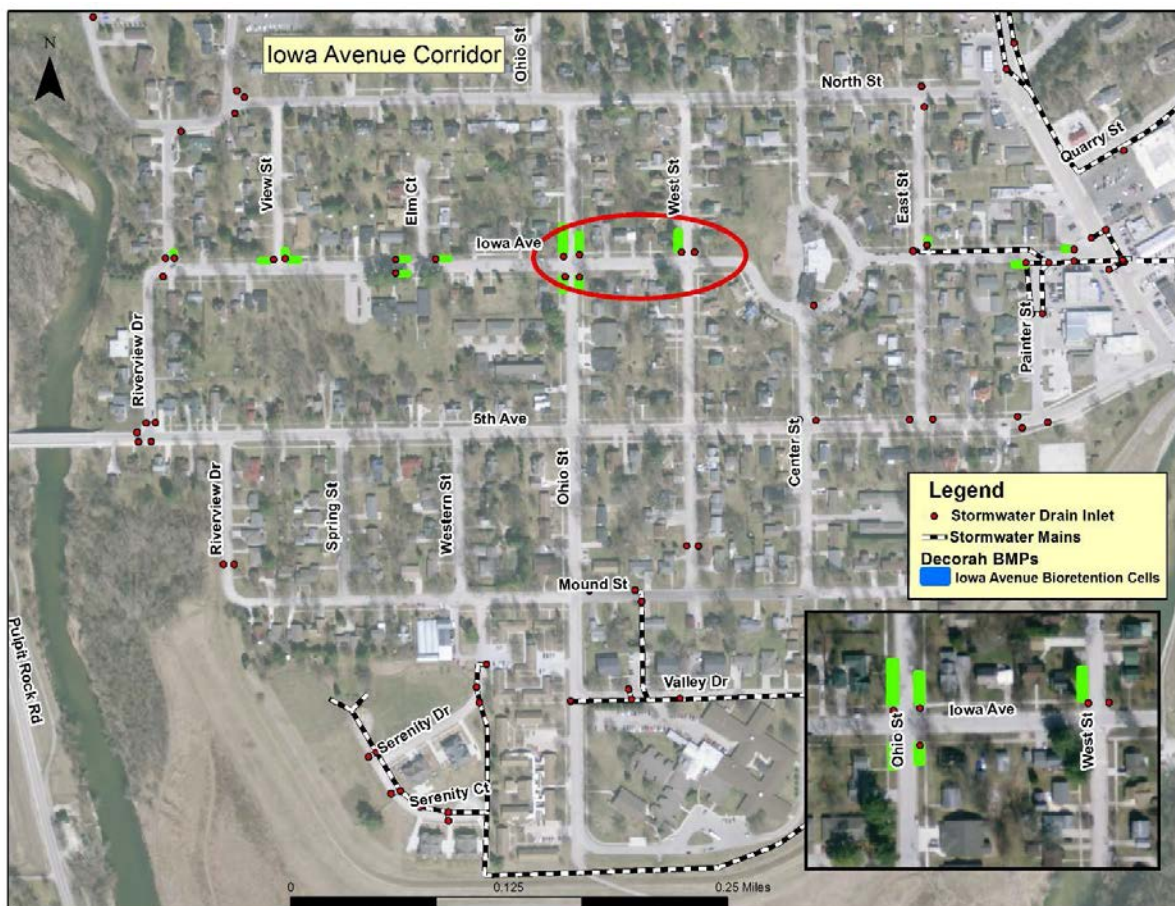 Iowa Avenue Corridor
N
Ohio St
North St
Quarry St
View St
Elm Ct
West St
East St
Iowa Ave
Riverview Dr
Painter St
5th Ave
Center St
Ohio St
Riverview Dr
Spring St
Western St
Legend
Stormwater Drain Inlet
Stormwater Mains
Decorah BMPs
Iowa Avenue Bioretention Cells
Mound St
Pulpit Rock Rd
Valley Dr
Serenity Dr
Serenity Ct
Iowa Ave
Ohio St
West St
0 0.125 0.25 Miles